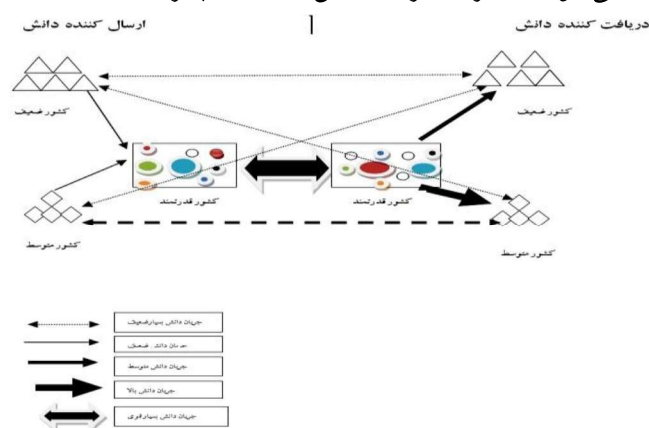 دریافت کننده دانش
ارسال کننده دانش
کشور ضعیف
کشور ضعیف
کشور قدرتمند
کشور قدرتمند
کشور متوسط
کشور متوسط
جریان دانش بسیار ضعیف
جریان دانش ضعیف
جریان دانش متوسط
جریان دانش بالا
جریان دانش بسیار قوی